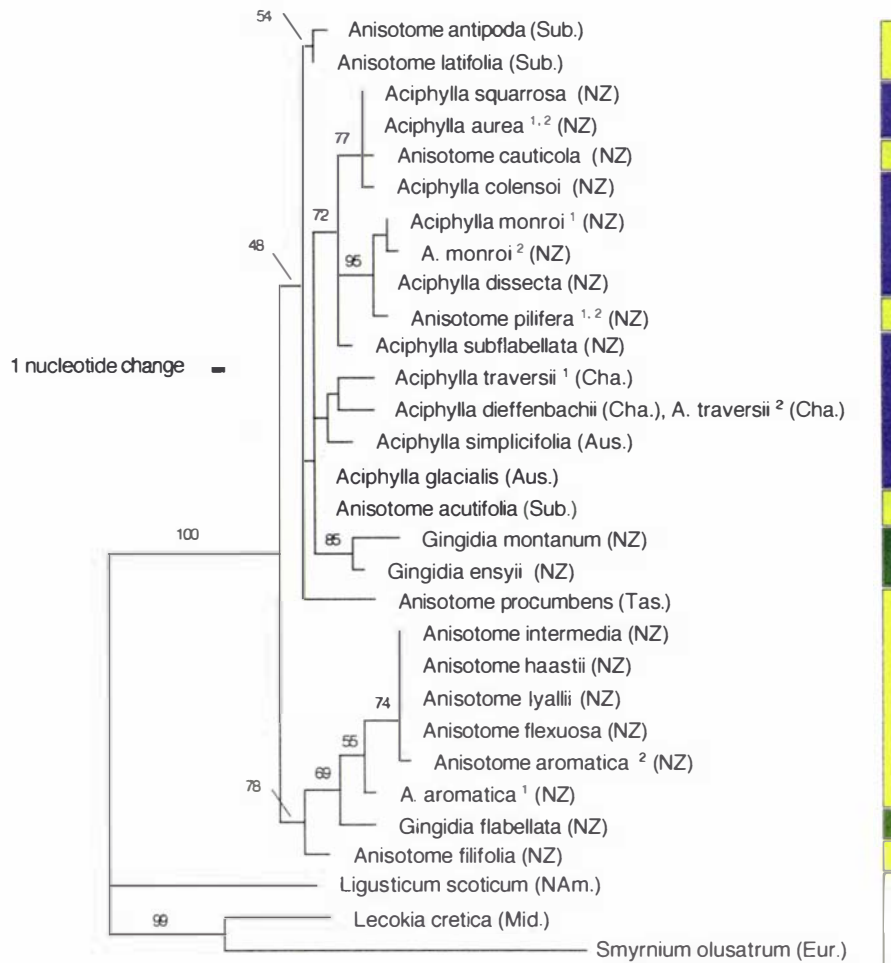 54
Anisotome antipoda (Sub.)
Anisotome latifolia (Sub.)
Aciphylla squarrosa (NZ)
Aciphylla aurea ¹,² (NZ)
77
Anisotome cauticola (NZ)
Aciphylla colensoi (NZ)
72
Aciphylla monroi ¹ (NZ)
48
A. monroi ² (NZ)
95
Aciphylla dissecta (NZ)
Anisotome pilifera ¹,² (NZ)
Aciphylla subflabellata (NZ)
1 nucleotide change
Aciphylla traversii ¹ (Cha.)
Aciphylla dieffenbachii (Cha.), A. traversii ² (Cha.)
Aciphylla simplicifolia (Aus.)
Aciphylla glacialis (Aus.)
Anisotome acutifolia (Sub.)
100
85
Gingidia montanum (NZ)
Gingidia ensyii (NZ)
Anisotome procumbens (Tas.)
Anisotome intermedia (NZ)
Anisotome haastii (NZ)
74
Anisotome lyallii (NZ)
Anisotome flexuosa (NZ)
55
Anisotome aromatica ² (NZ)
69
78
A. aromatica ¹ (NZ)
Gingidia flabellata (NZ)
Anisotome filifolia (NZ)
Ligusticum scoticum (NAm.)
99
Lecokia cretica (Mid.)
Smyrnium olusatrum (Eur.)